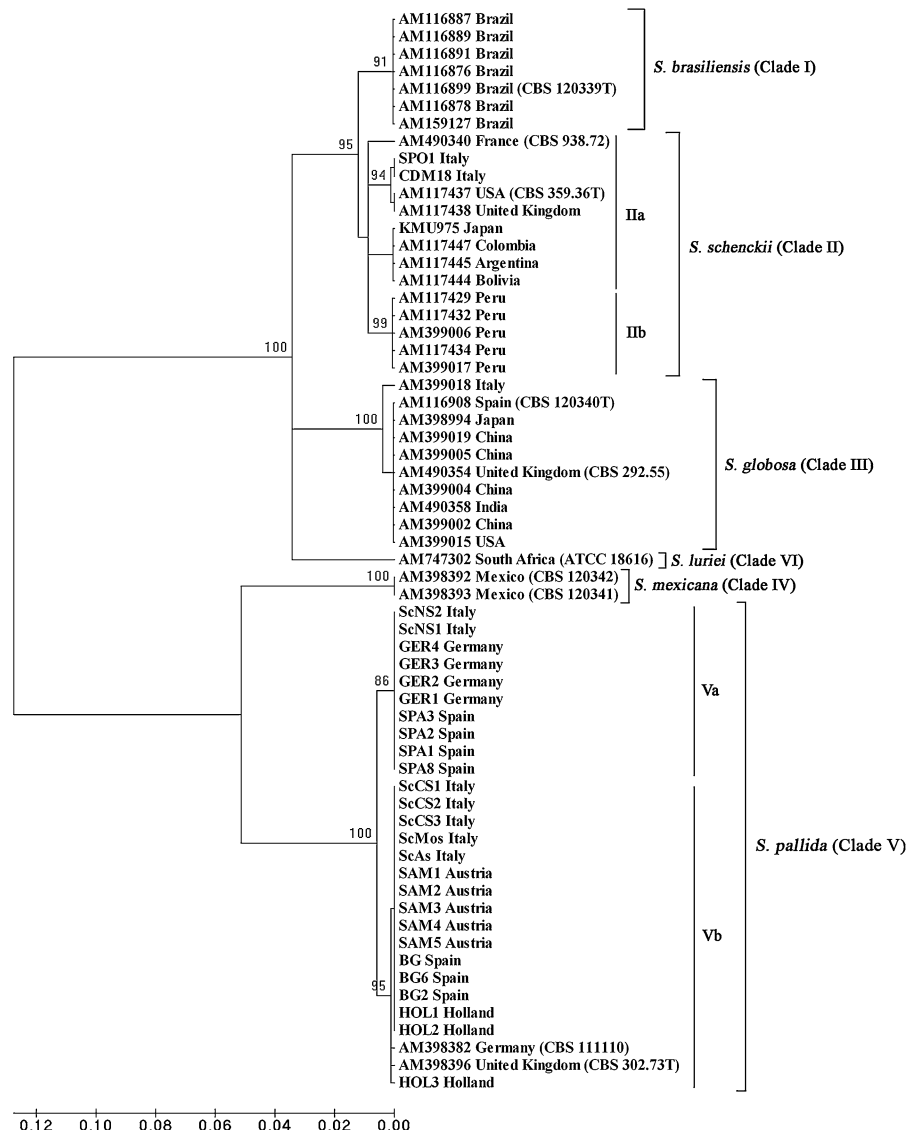 AM116887 Brazil
AM116889 Brazil
AM116891 Brazil
91
AM116876 Brazil
S. brasiliensis (Clade I)
AM116899 Brazil (CBS 120339T)
AM116878 Brazil
AM159127 Brazil
95
AM490340 France (CBS 938.72)
SPO1 Italy
94
CDM18 Italy
AM117437 USA (CBS 359.36T)
AM117438 United Kingdom
IIa
KMU975 Japan
AM117447 Colombia
S. schenckii (Clade II)
AM117445 Argentina
AM117444 Bolivia
AM117429 Peru
AM117432 Peru
99
AM399006 Peru
IIb
AM117434 Peru
100
AM399017 Peru
AM399018 Italy
AM116908 Spain (CBS 120340T)
100
AM398994 Japan
AM399019 China
AM399005 China
S. globosa (Clade III)
AM490354 United Kingdom (CBS 292.55)
AM399004 China
AM490358 India
AM399002 China
AM399015 USA
AM747302 South Africa (ATCC 18616)
S. luriei (Clade VI)
100
AM398392 Mexico (CBS 120342)
S. mexicana (Clade IV)
AM398393 Mexico (CBS 120341)
ScNS2 Italy
ScNS1 Italy
GER4 Germany
GER3 Germany
86
GER2 Germany
Va
GER1 Germany
SPA3 Spain
SPA2 Spain
SPA1 Spain
SPA8 Spain
ScCS1 Italy
ScCS2 Italy
ScCS3 Italy
100
ScMos Italy
S. pallida (Clade V)
ScAs Italy
SAM1 Austria
SAM2 Austria
SAM3 Austria
SAM4 Austria
Vb
SAM5 Austria
BG Spain
BG6 Spain
95
BG2 Spain
HOL1 Holland
HOL2 Holland
AM398382 Germany (CBS 111110)
AM398396 United Kingdom (CBS 302.73T)
HOL3 Holland
0.12 0.10 0.08 0.06 0.04 0.02 0.00